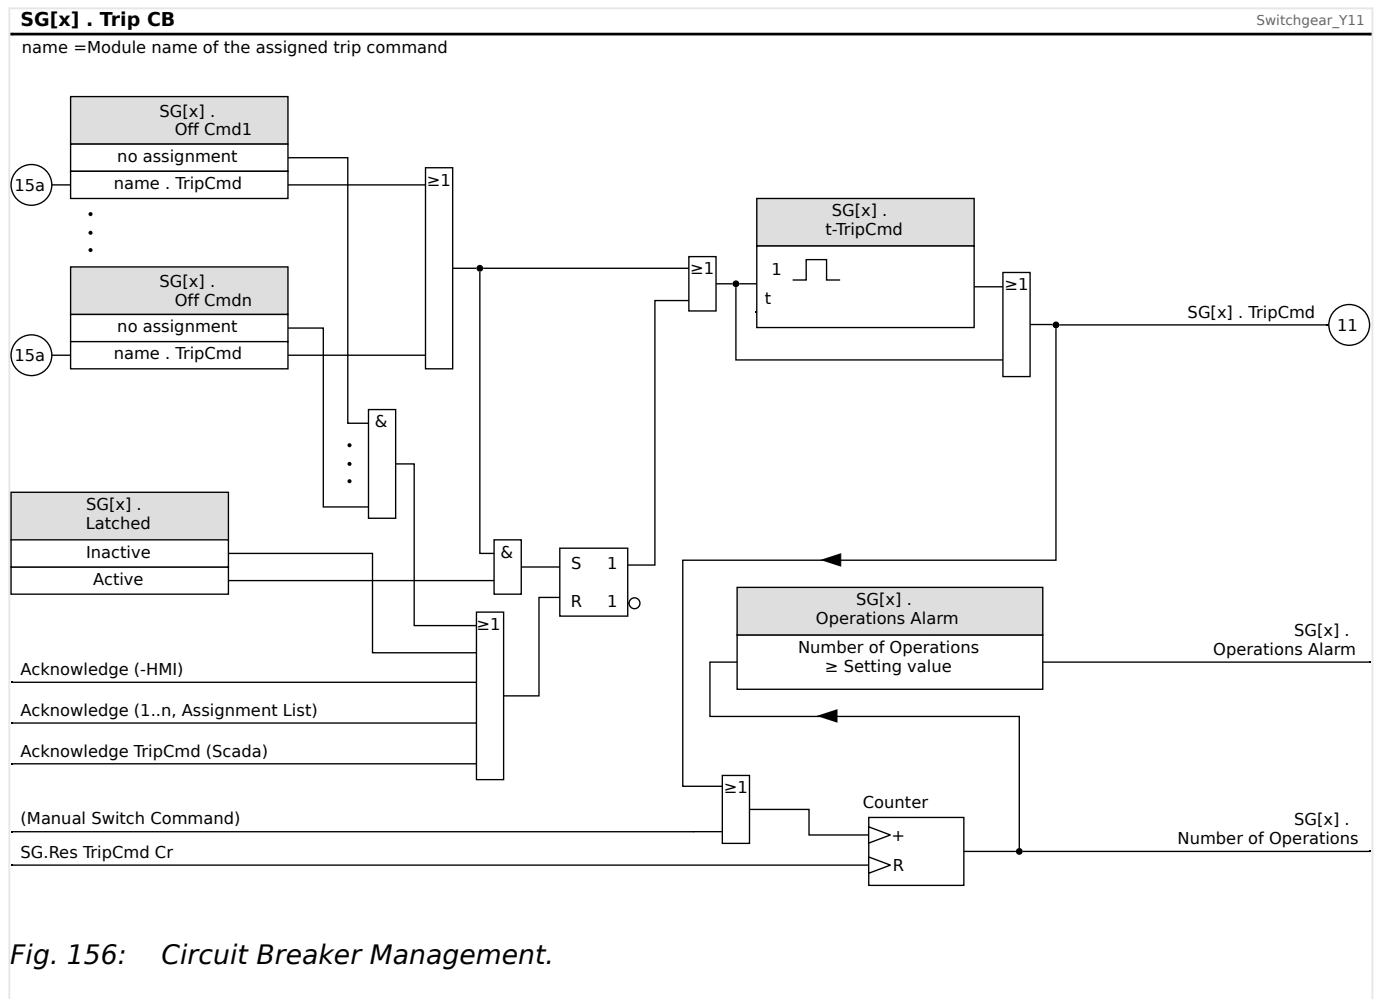 SG[x] . Trip CB
Switchgear_Y11
name =Module name of the assigned trip command
SG[x] .
Off Cmd1
no assignment
15a
name . TripCmd
≥1
SG[x] .
t-TripCmd
1
t
≥1
≥1
SG[x] . TripCmd
11
SG[x] .
Off Cmdn
no assignment
15a
name . TripCmd
&
SG[x] .
Latched
Inactive
Active
&
S 1
R 1
≥1
Acknowledge (-HMI)
Acknowledge (1..n, Assignment List)
Acknowledge TripCmd (Scada)
SG[x] .
Operations Alarm
Number of Operations
≥ Setting value
SG[x] .
Operations Alarm
≥1
(Manual Switch Command)
SG.Res TripCmd Cr
Counter
+
R
SG[x] .
Number of Operations
Fig. 156: Circuit Breaker Management.